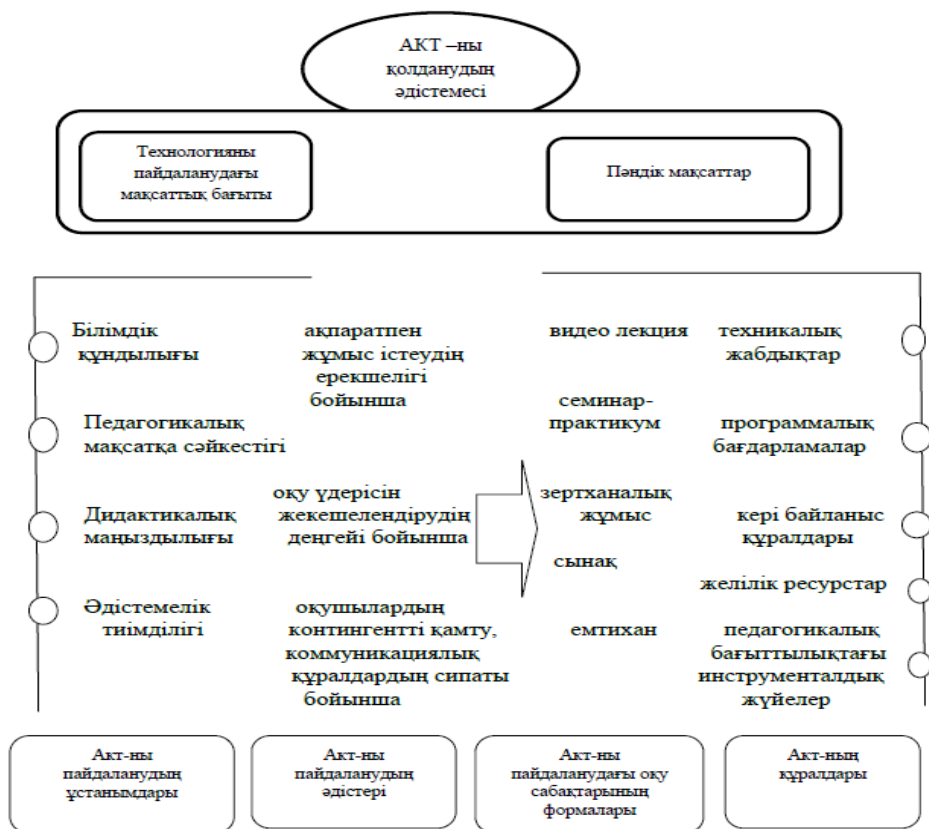 АКТ –ны
қолданудың
әдістемесі
Технологияны
пайдаланудағы
мақсаттық бағыты
Пәндік мақсаттар
Білімдік
құндылығы
Педагогикалық
мақсатқа сәйкестігі
Дидактикалық
маңыздылығы
Әдістемелік
тиімділігі
ақпаратпен
жұмыс істеудің
ерекшелігі
бойынша
оқу үдерісін
жекешелендірудің
деңгейі бойынша
оқушылардың
контингентті қамту,
коммуникациялық
құралдардың сипаты
бойынша
видео лекция
семинар-
практикум
зертханалық
жұмыс
сынақ
емтихан
техникалық
жабдықтар
программалық
бағдарламалар
кері байланыс
құралдары
желілік ресурстар
педагогикалық
бағыттылықтағы
инструменталдық
жүйелер
Акт-ны
пайдаланудың
ұстанымдары
Акт-ны
пайдаланудың
әдістері
Акт-ны
пайдаланудағы оқу
сабақтарының
формалары
Акт-ның
құралдары